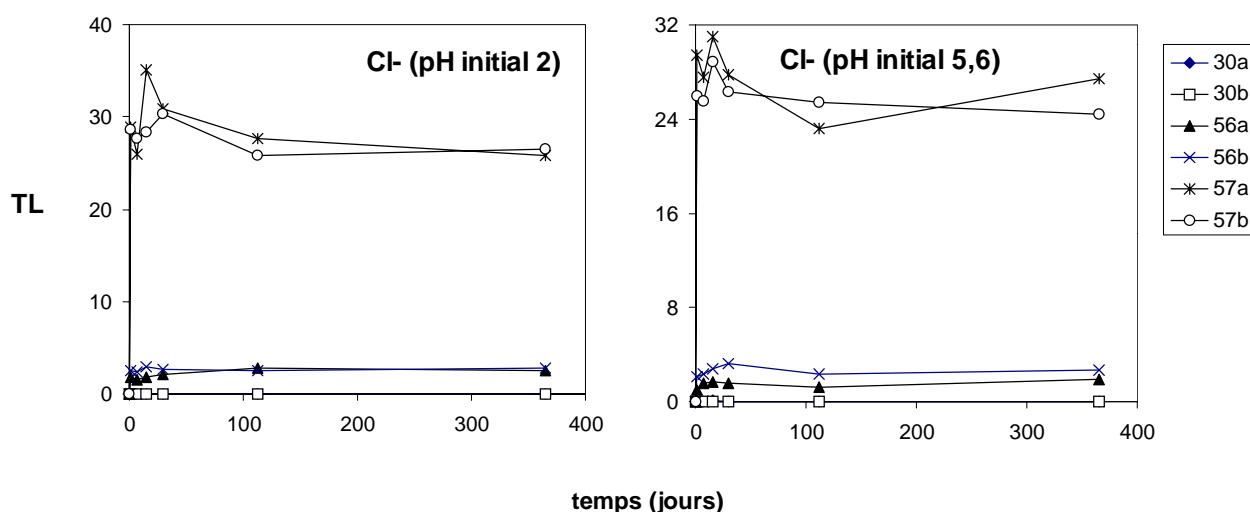 Cl- (pH initial 2)
40
30
20
10
0
0
100
200
300
400
TL
Cl- (pH initial 5,6)
32
24
16
8
0
0
100
200
300
400
30a
30b
56a
56b
57a
57b
temps (jours)